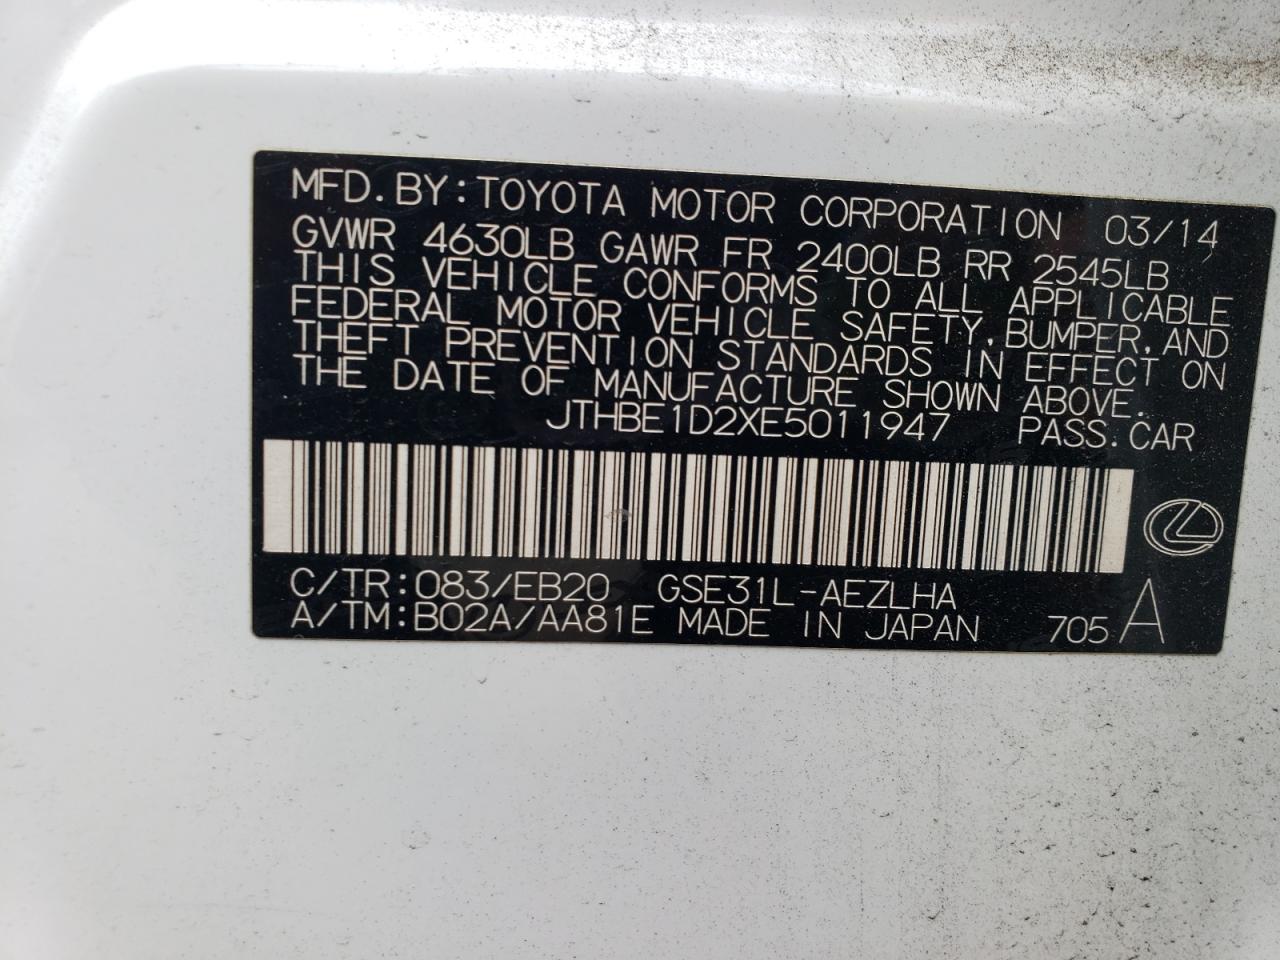 MFD.BY:TOYOTA MOTOR CORPORATION 03/14
GVWR 4630LB GAWR FR 2400LB RR 2545LB
THIS VEHICLE CONFORMS TO ALL APPLICABLE
FEDERAL MOTOR VEHICLE SAFETY,BUMPER,AND
THEFT PREVENTION STANDARDS IN EFFECT ON
THE DATE OF MANUFACTURE SHOWN ABOVE.
JTHBE1D2XE5011947 PASS.CAR
C/TR:083/EB20 GSE31L-AEZLHA
A/TM:B02A/AA81E MADE IN JAPAN 705 A